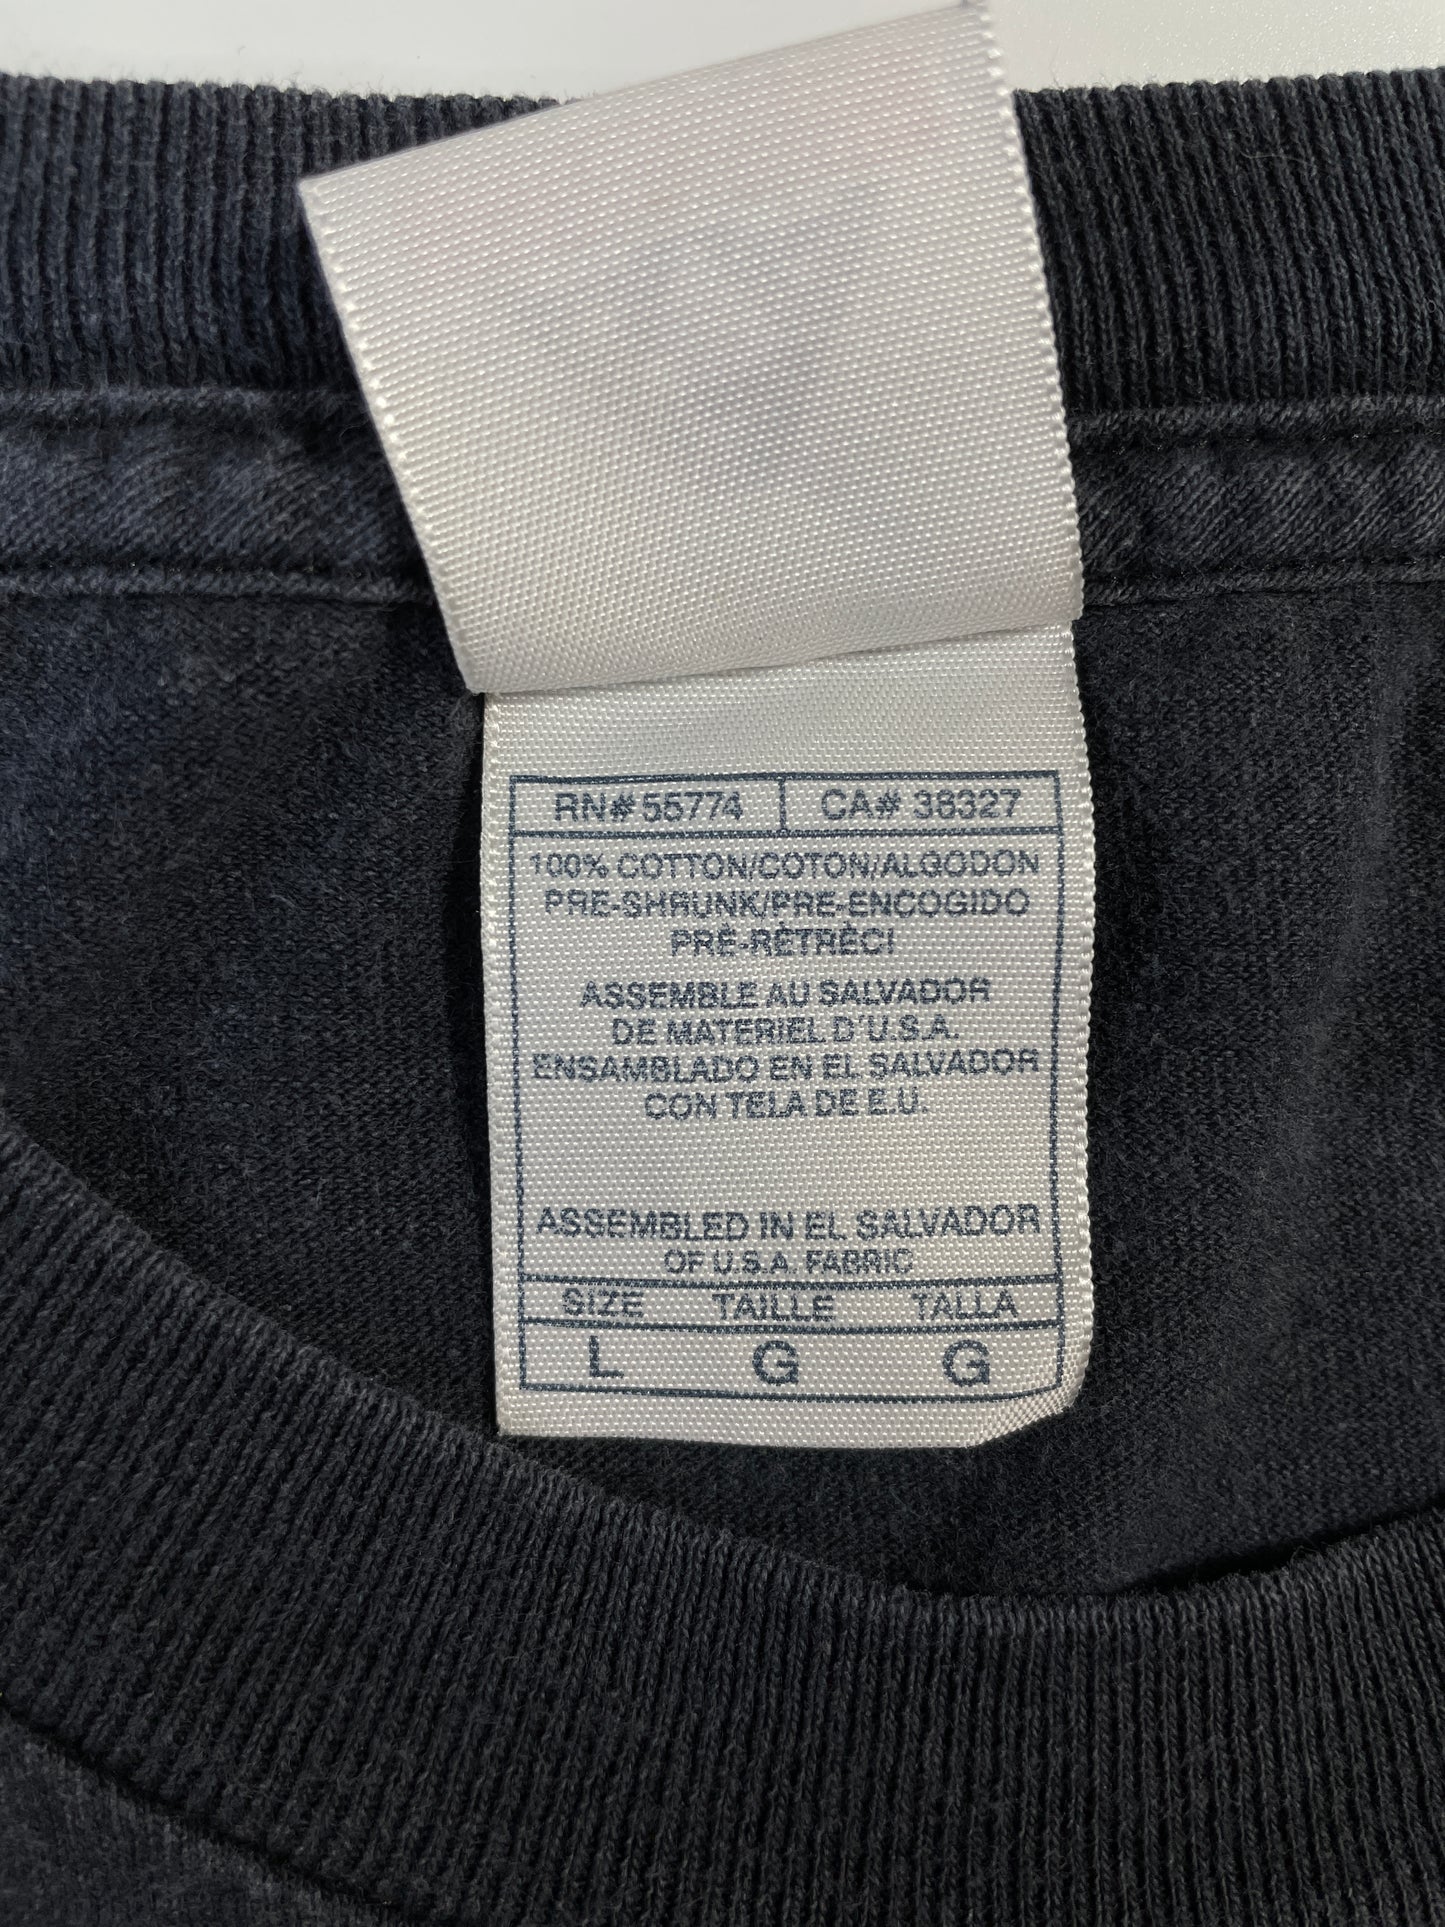 RN# 55774 CA# 38327
100% COTTON/COTON/ALGODON
PRE-SHRUNK/PRE-ENCOGIDO
PRÉ-RÉTRÉCI
ASSEMBLE AU SALVADOR
DE MATERIEL D'U.S.A.
ENSAMBLADO EN EL SALVADOR
CON TELA DE E.U.
ASSEMBLED IN EL SALVADOR
OF U.S.A. FABRIC
SIZE TAILLE TALLA
L G G